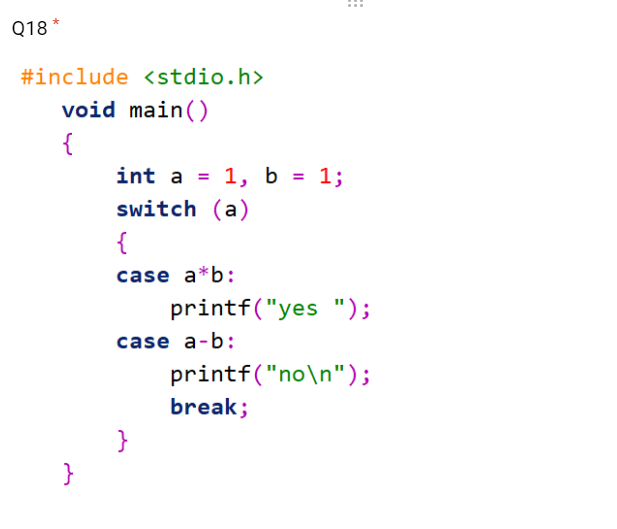 Q18 *
#include <stdio.h>
void main()
{
int a = 1, b = 1;
switch (a)
{
case a*b:
printf("yes ");
case a-b:
printf("no\n");
break;
}
}